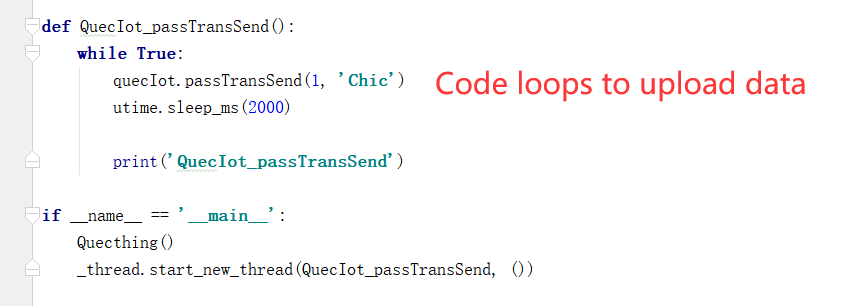 def QuecIot_passTransSend():
while True:
quecIot.passTransSend(1, 'Chic')
Code loops to upload data
utime.sleep_ms(2000)
print('QuecIot_passTransSend')
if __name__ == '__main__':
Quecthing()
_thread.start_new_thread(QuecIot_passTransSend, ())